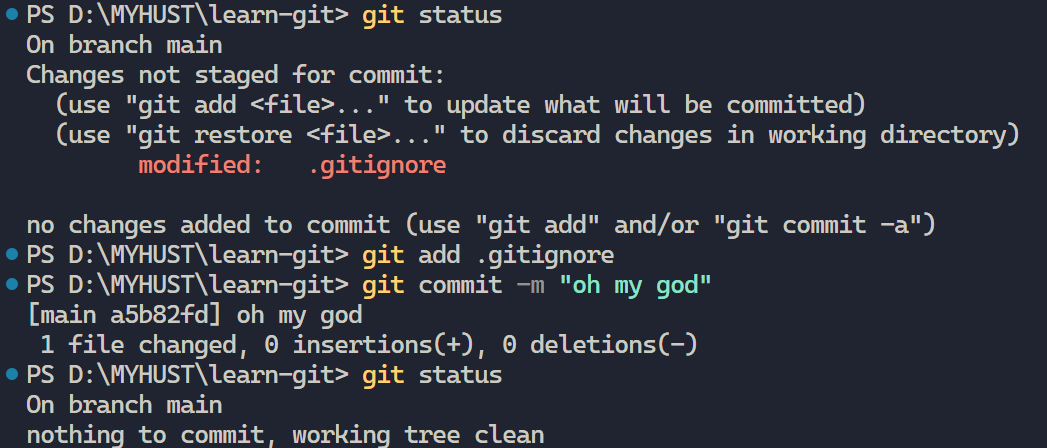 PS D:\MYHUST\learn-git> git status
On branch main
Changes not staged for commit:
  (use "git add <file>..." to update what will be committed)
  (use "git restore <file>..." to discard changes in working directory)
        modified:   .gitignore

no changes added to commit (use "git add" and/or "git commit -a")
PS D:\MYHUST\learn-git> git add .gitignore
PS D:\MYHUST\learn-git> git commit -m "oh my god"
[main a5b82fd] oh my god
 1 file changed, 0 insertions(+), 0 deletions(-)
PS D:\MYHUST\learn-git> git status
On branch main
nothing to commit, working tree clean